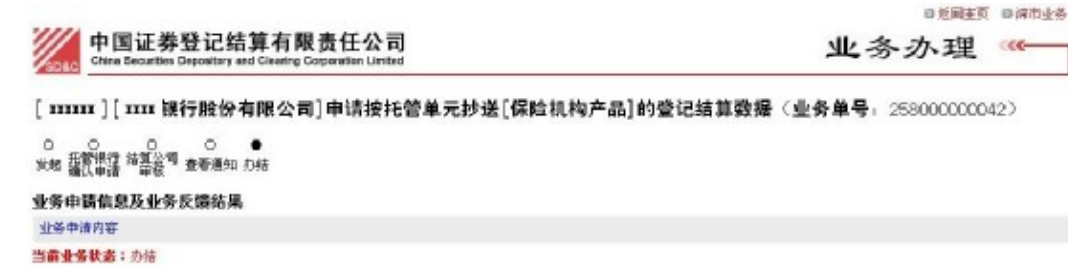 返回主页 深市业务
中国证券登记结算有限责任公司
China Securities Depository and Clearing Corporation Limited
SD&C
业务办理
[ xxxxxx ] [ xxxx 银行股份有限公司]申请按托管单元抄送[保险机构产品]的登记结算数据（业务单号：258000000042）
发起 托管银行确认申请 结算公司审核 查看通知 办结
业务申请信息及业务反馈结果
业务申请内容
当前业务状态：办结